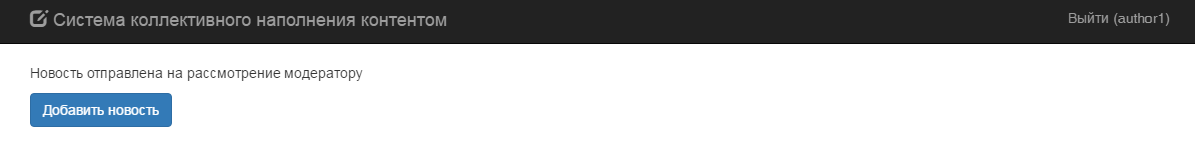 Система коллективного наполнения контентом
Выйти (author1)
Новость отправлена на рассмотрение модератору
Добавить новость